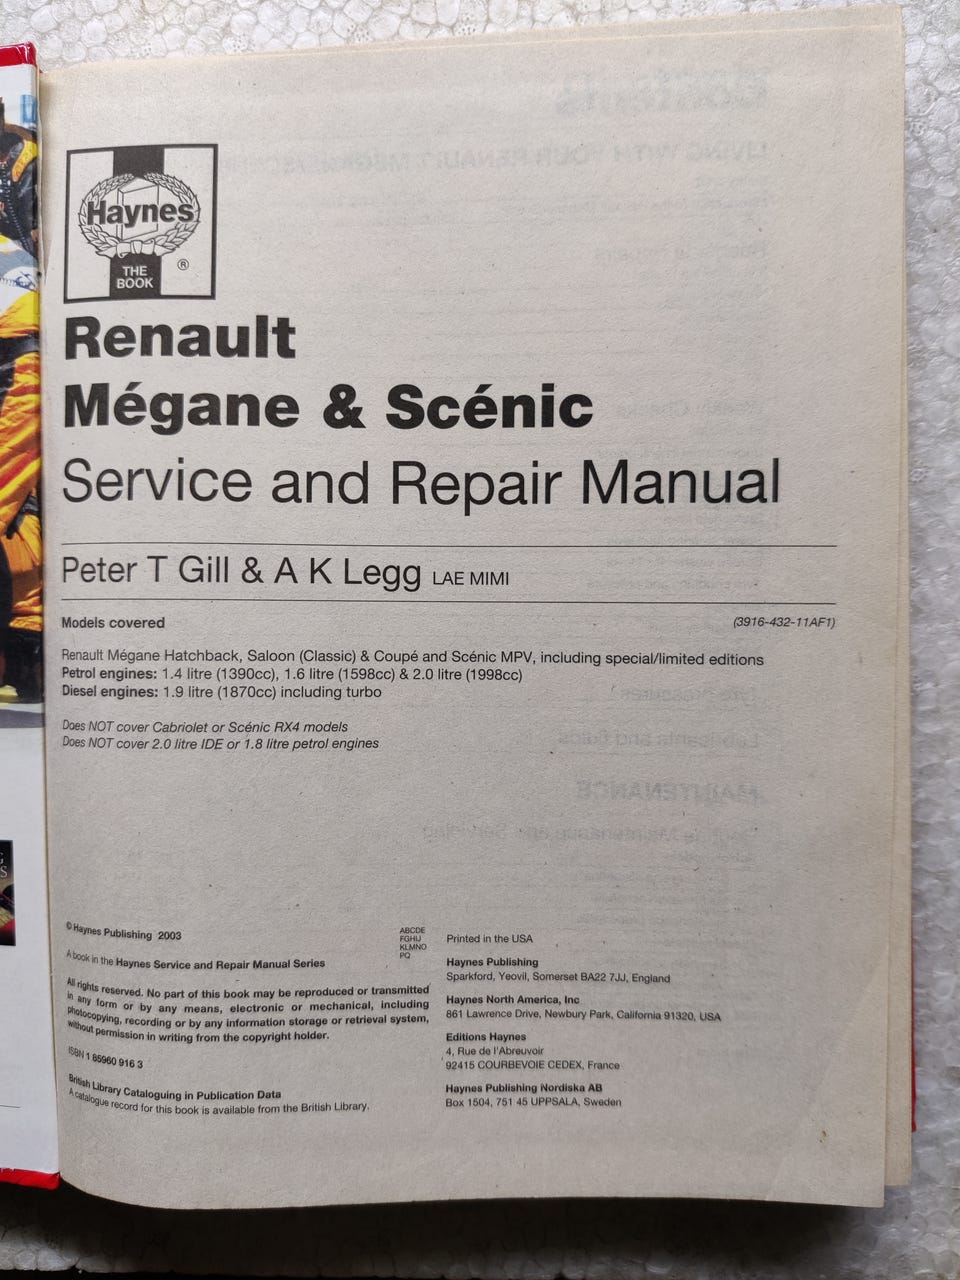 Haynes
THE
BOOK
®
Renault
Mégane & Scénic
Service and Repair Manual
Peter T Gill & A K Legg LAE MIMI
Models covered
(3916-432-11AF1)
Renault Mégane Hatchback, Saloon (Classic) & Coupé and Scénic MPV, including special/limited editions
Petrol engines: 1.4 litre (1390cc), 1.6 litre (1598cc) & 2.0 litre (1998cc)
Diesel engines: 1.9 litre (1870cc) including turbo
Does NOT cover Cabriolet or Scénic RX4 models
Does NOT cover 2.0 litre IDE or 1.8 litre petrol engines
© Haynes Publishing 2003
A book in the Haynes Service and Repair Manual Series
All rights reserved. No part of this book may be reproduced or transmitted
in any form or by any means, electronic or mechanical, including
photocopying, recording or by any information storage or retrieval system,
without permission in writing from the copyright holder.
ISBN 1 85960 916 3
British Library Cataloguing in Publication Data
A catalogue record for this book is available from the British Library.
ABCDE
FGHIJ
KLMNO
PQ
Printed in the USA
Haynes Publishing
Sparkford, Yeovil, Somerset BA22 7JJ, England
Haynes North America, Inc
861 Lawrence Drive, Newbury Park, California 91320, USA
Editions Haynes
4, Rue de l'Abreuvoir
92415 COURBEVOIE CEDEX, France
Haynes Publishing Nordiska AB
Box 1504, 751 45 UPPSALA, Sweden